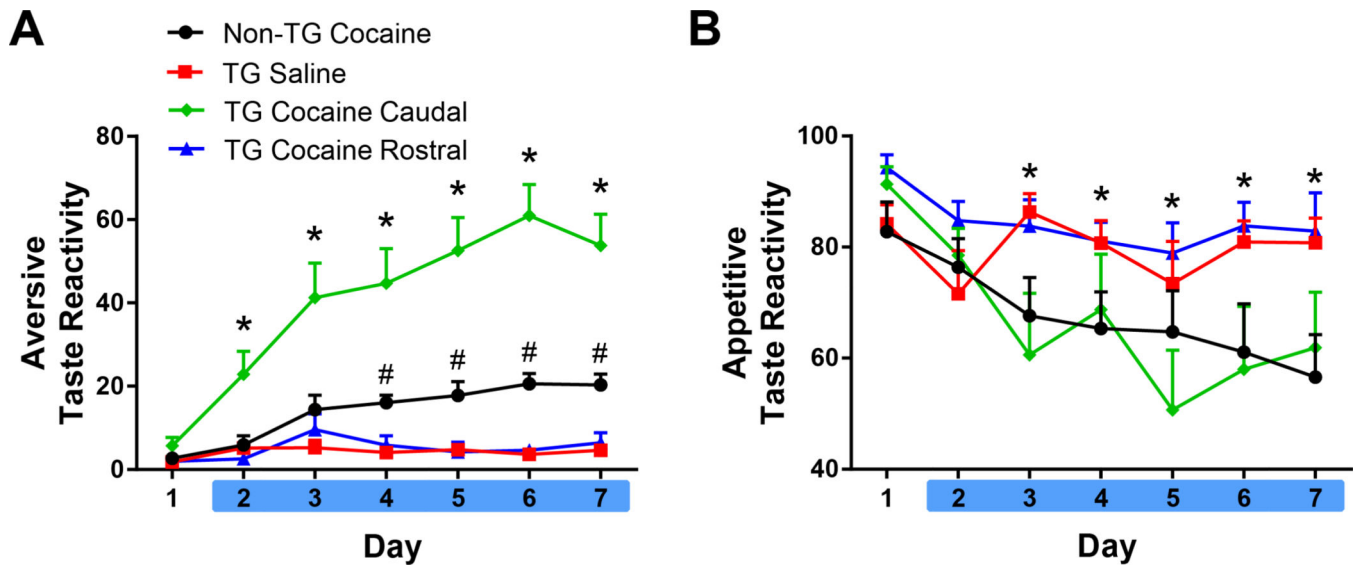 A
Non-TG Cocaine
TG Saline
TG Cocaine Caudal
TG Cocaine Rostral
Aversive
Taste Reactivity
80
60
40
20
0
* * * * * *
# # # #
1 2 3 4 5 6 7
Day
B
Appetitive
Taste Reactivity
100
80
60
40
* * * * *
1 2 3 4 5 6 7
Day